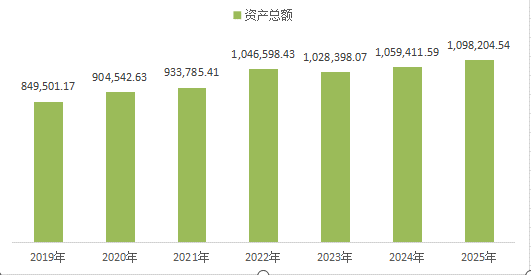 资产总额
849,501.17
904,542.63
933,785.41
1,046,598.43
1,028,398.07
1,059,411.59
1,098,204.54
2019年
2020年
2021年
2022年
2023年
2024年
2025年